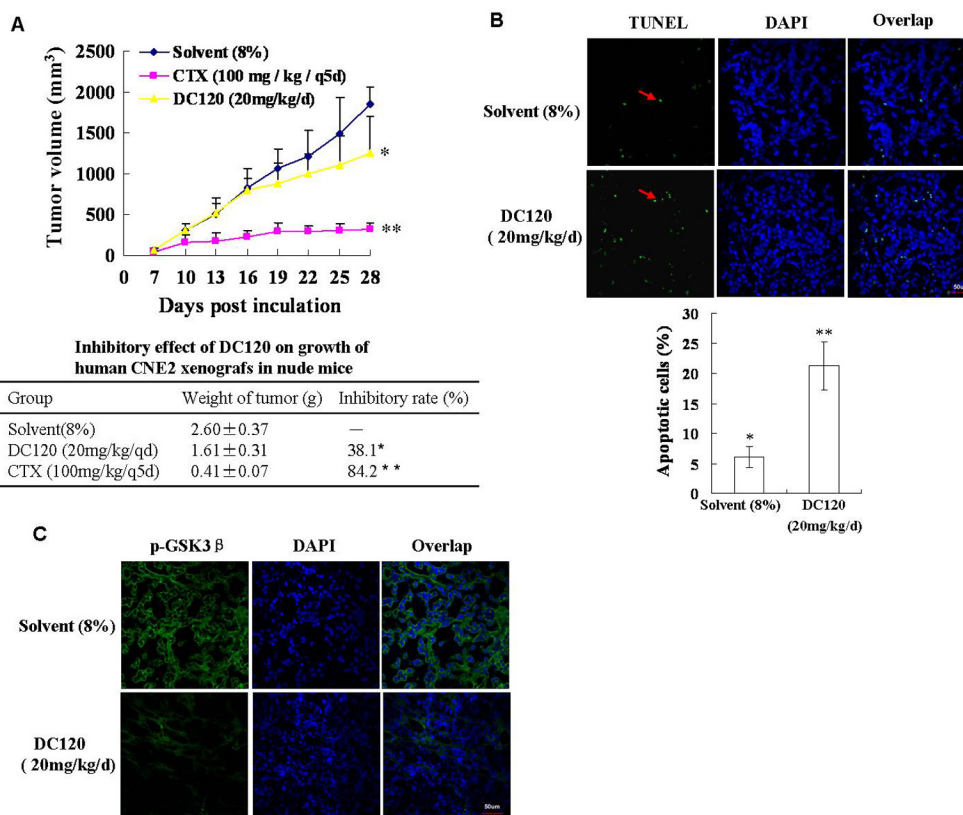 A
2500
2000
1500
1000
500
0
Tumor volume (mm³)
Solvent (8%)
CTX (100 mg / kg / q5d)
DC120 (20mg/kg/d)
*
**
0 7 10 13 16 19 22 25 28
Days post inculation
Inhibitory effect of DC120 on growth of
human CNE2 xenografs in nude mice
Group Weight of tumor (g) Inhibitory rate (%)
Solvent(8%) 2.60±0.37 —
DC120 (20mg/kg/qd) 1.61±0.31 38.1*
CTX (100mg/kg/q5d) 0.41±0.07 84.2**
B
TUNEL DAPI Overlap
Solvent (8%)
DC120
( 20mg/kg/d)
50u
30
25
20
15
10
5
0
Apoptotic cells (%)
*
**
Solvent (8%) DC120
(20mg/kg/d)
C
p-GSK3β DAPI Overlap
Solvent (8%)
DC120
( 20mg/kg/d)
50um